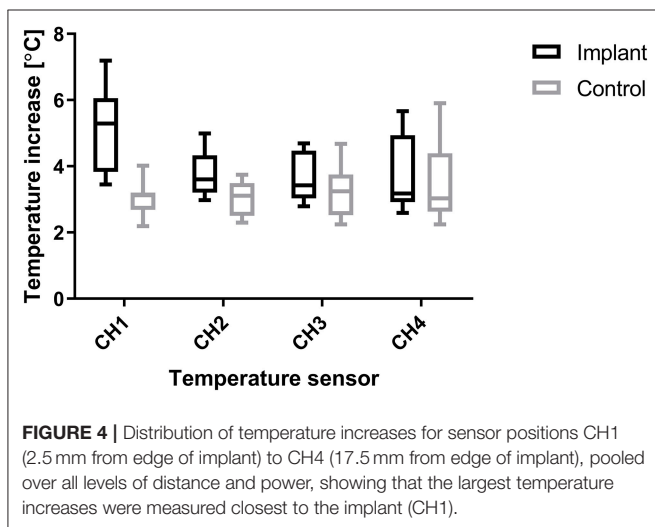 Temperature increase [°C]
8
6
4
2
0
CH1
CH2
CH3
CH4
Temperature sensor
Implant
Control
FIGURE 4 | Distribution of temperature increases for sensor positions CH1
(2.5 mm from edge of implant) to CH4 (17.5 mm from edge of implant), pooled
over all levels of distance and power, showing that the largest temperature
increases were measured closest to the implant (CH1).